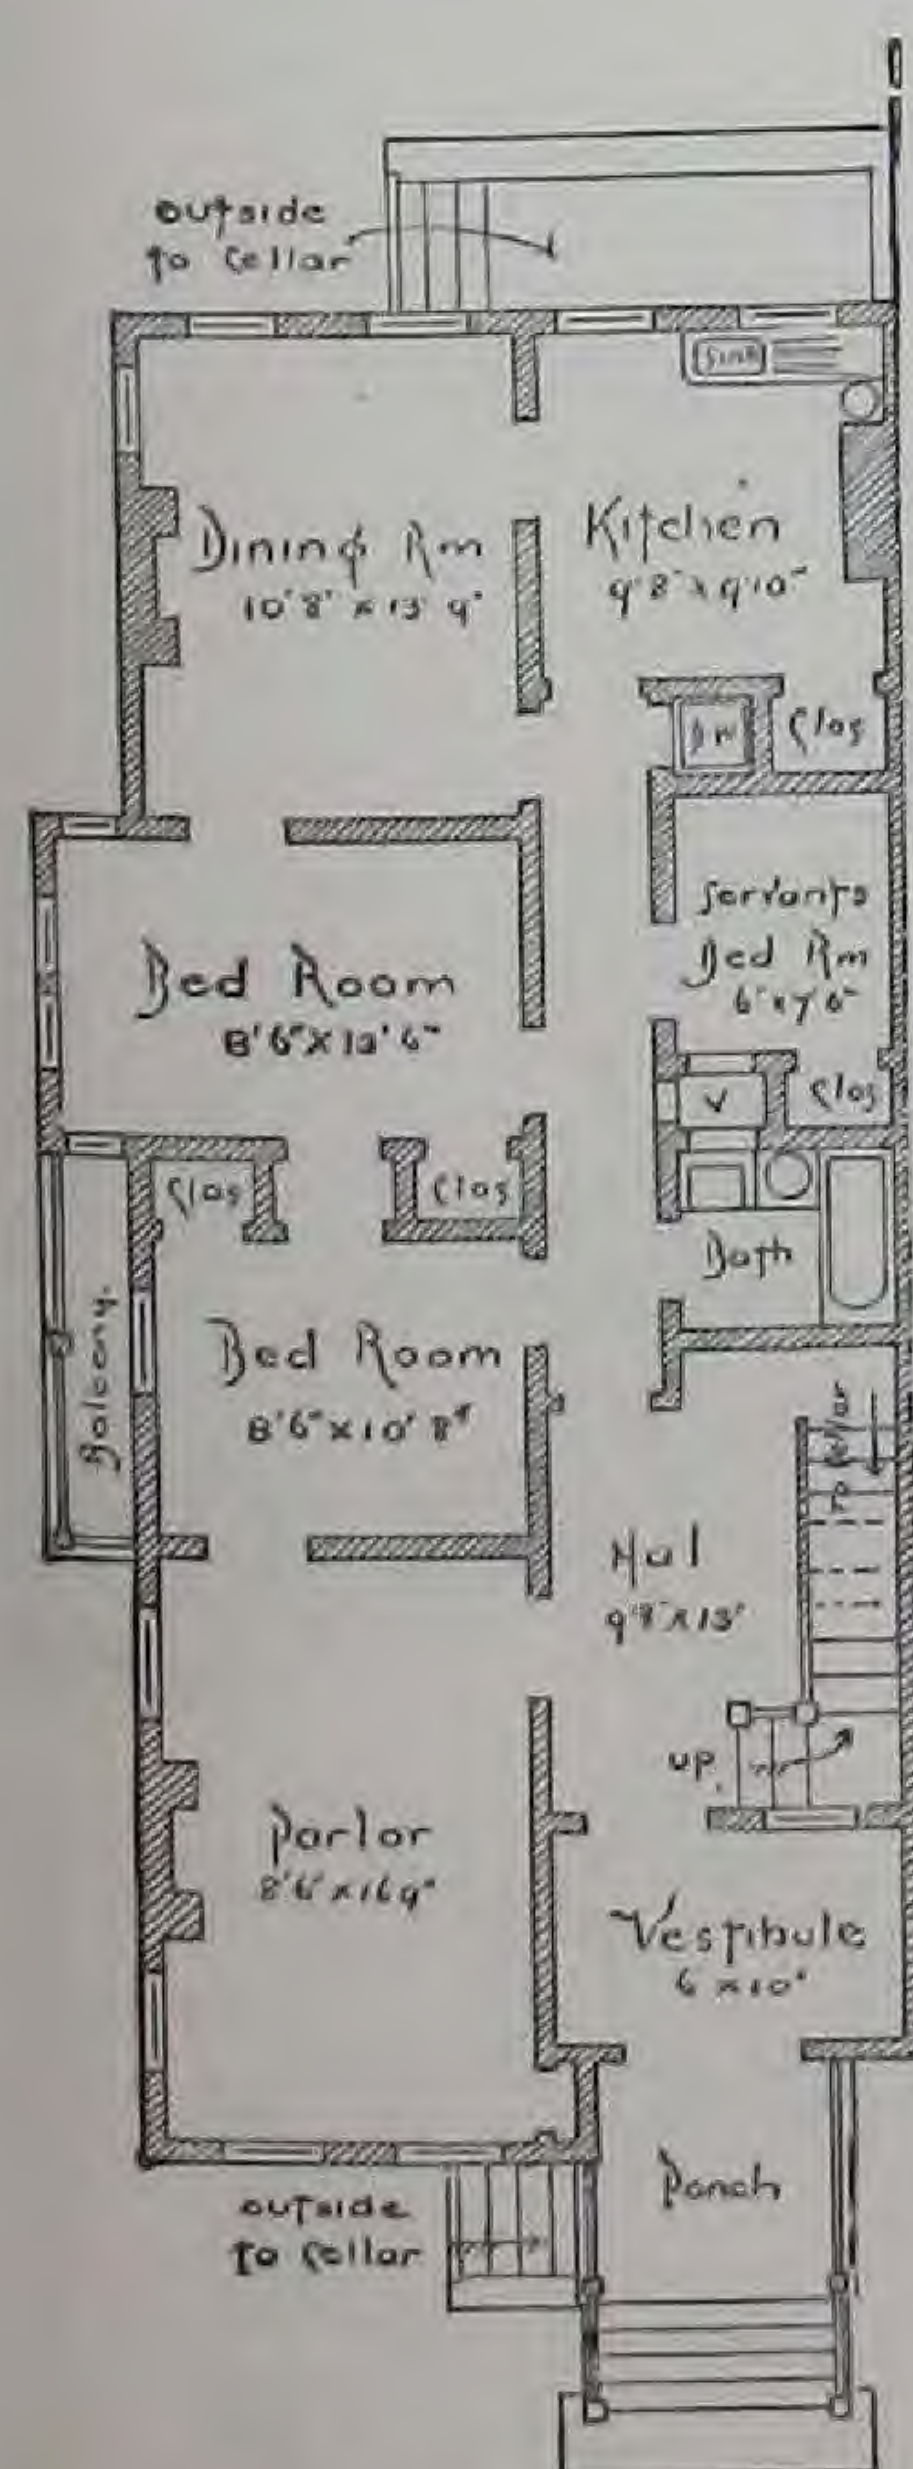 outside
to Cellar
Sink
Dining Rm
10' 8" x 13' 9"
Kitchen
9'8" x 9'10"
Clos
Servants
Bed Rm
6' x 7'6"
Bed Room
8' 6" X 12' 6"
V
Clos
Clos
Clos
Bath
Balcony.
Bed Room
8' 6" X 10' 8"
to Cellar
Hal
9'8" x 13'
up.
Parlor
8'6" x 16 9"
Vestibule
6 x 10'
Porch
outside
to Cellar